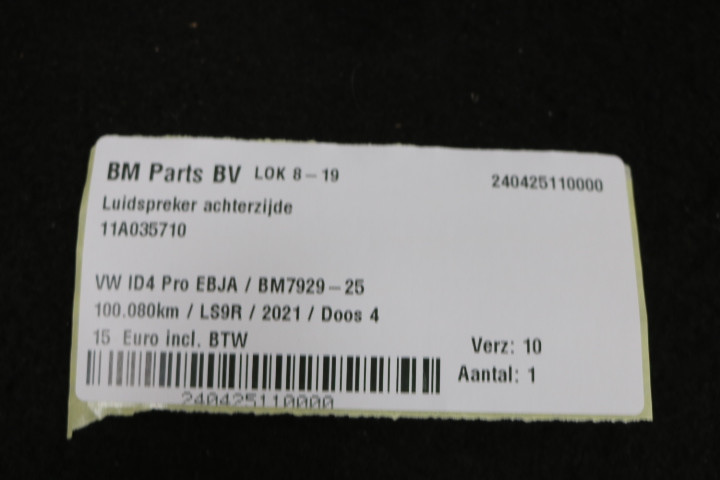 BM Parts BV LOK 8-19 240425110000
Luidspreker achterzijde
11A035710
VW ID4 Pro EBJA / BM7929-25
100.080km / LS9R / 2021 / Doos 4
15 Euro incl. BTW Verz: 10
Aantal: 1
240425110000